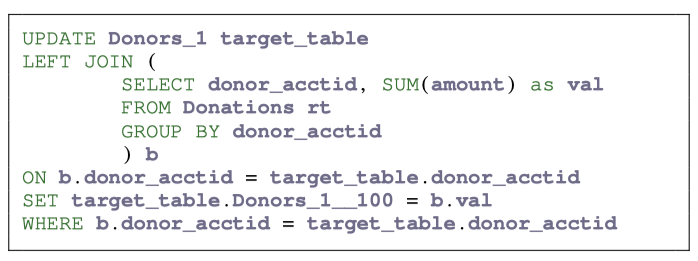 UPDATE Donors_1 target_table
LEFT JOIN (
SELECT donor_acctid, SUM(amount) as val
FROM Donations rt
GROUP BY donor_acctid
) b
ON b.donor_acctid = target_table.donor_acctid
SET target_table.Donors_1__100 = b.val
WHERE b.donor_acctid = target_table.donor_acctid